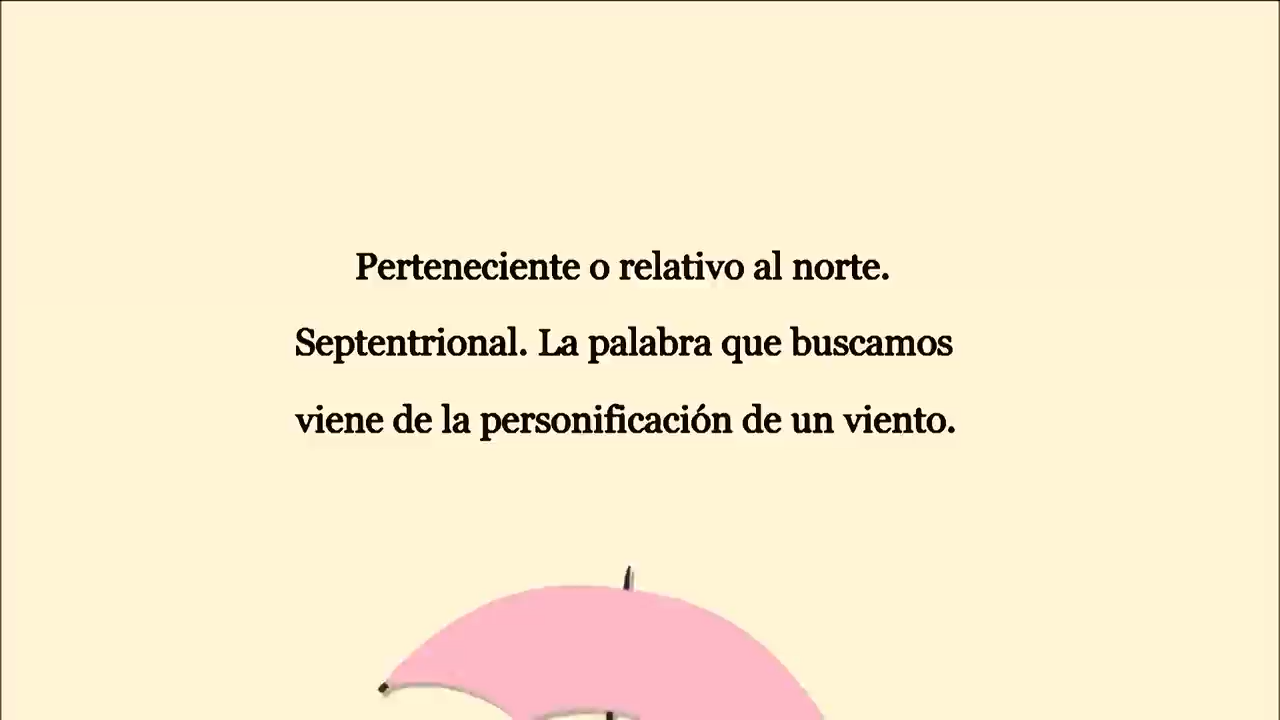 Perteneciente o relativo al norte.
Septentrional. La palabra que buscamos
viene de la personificación de un viento.